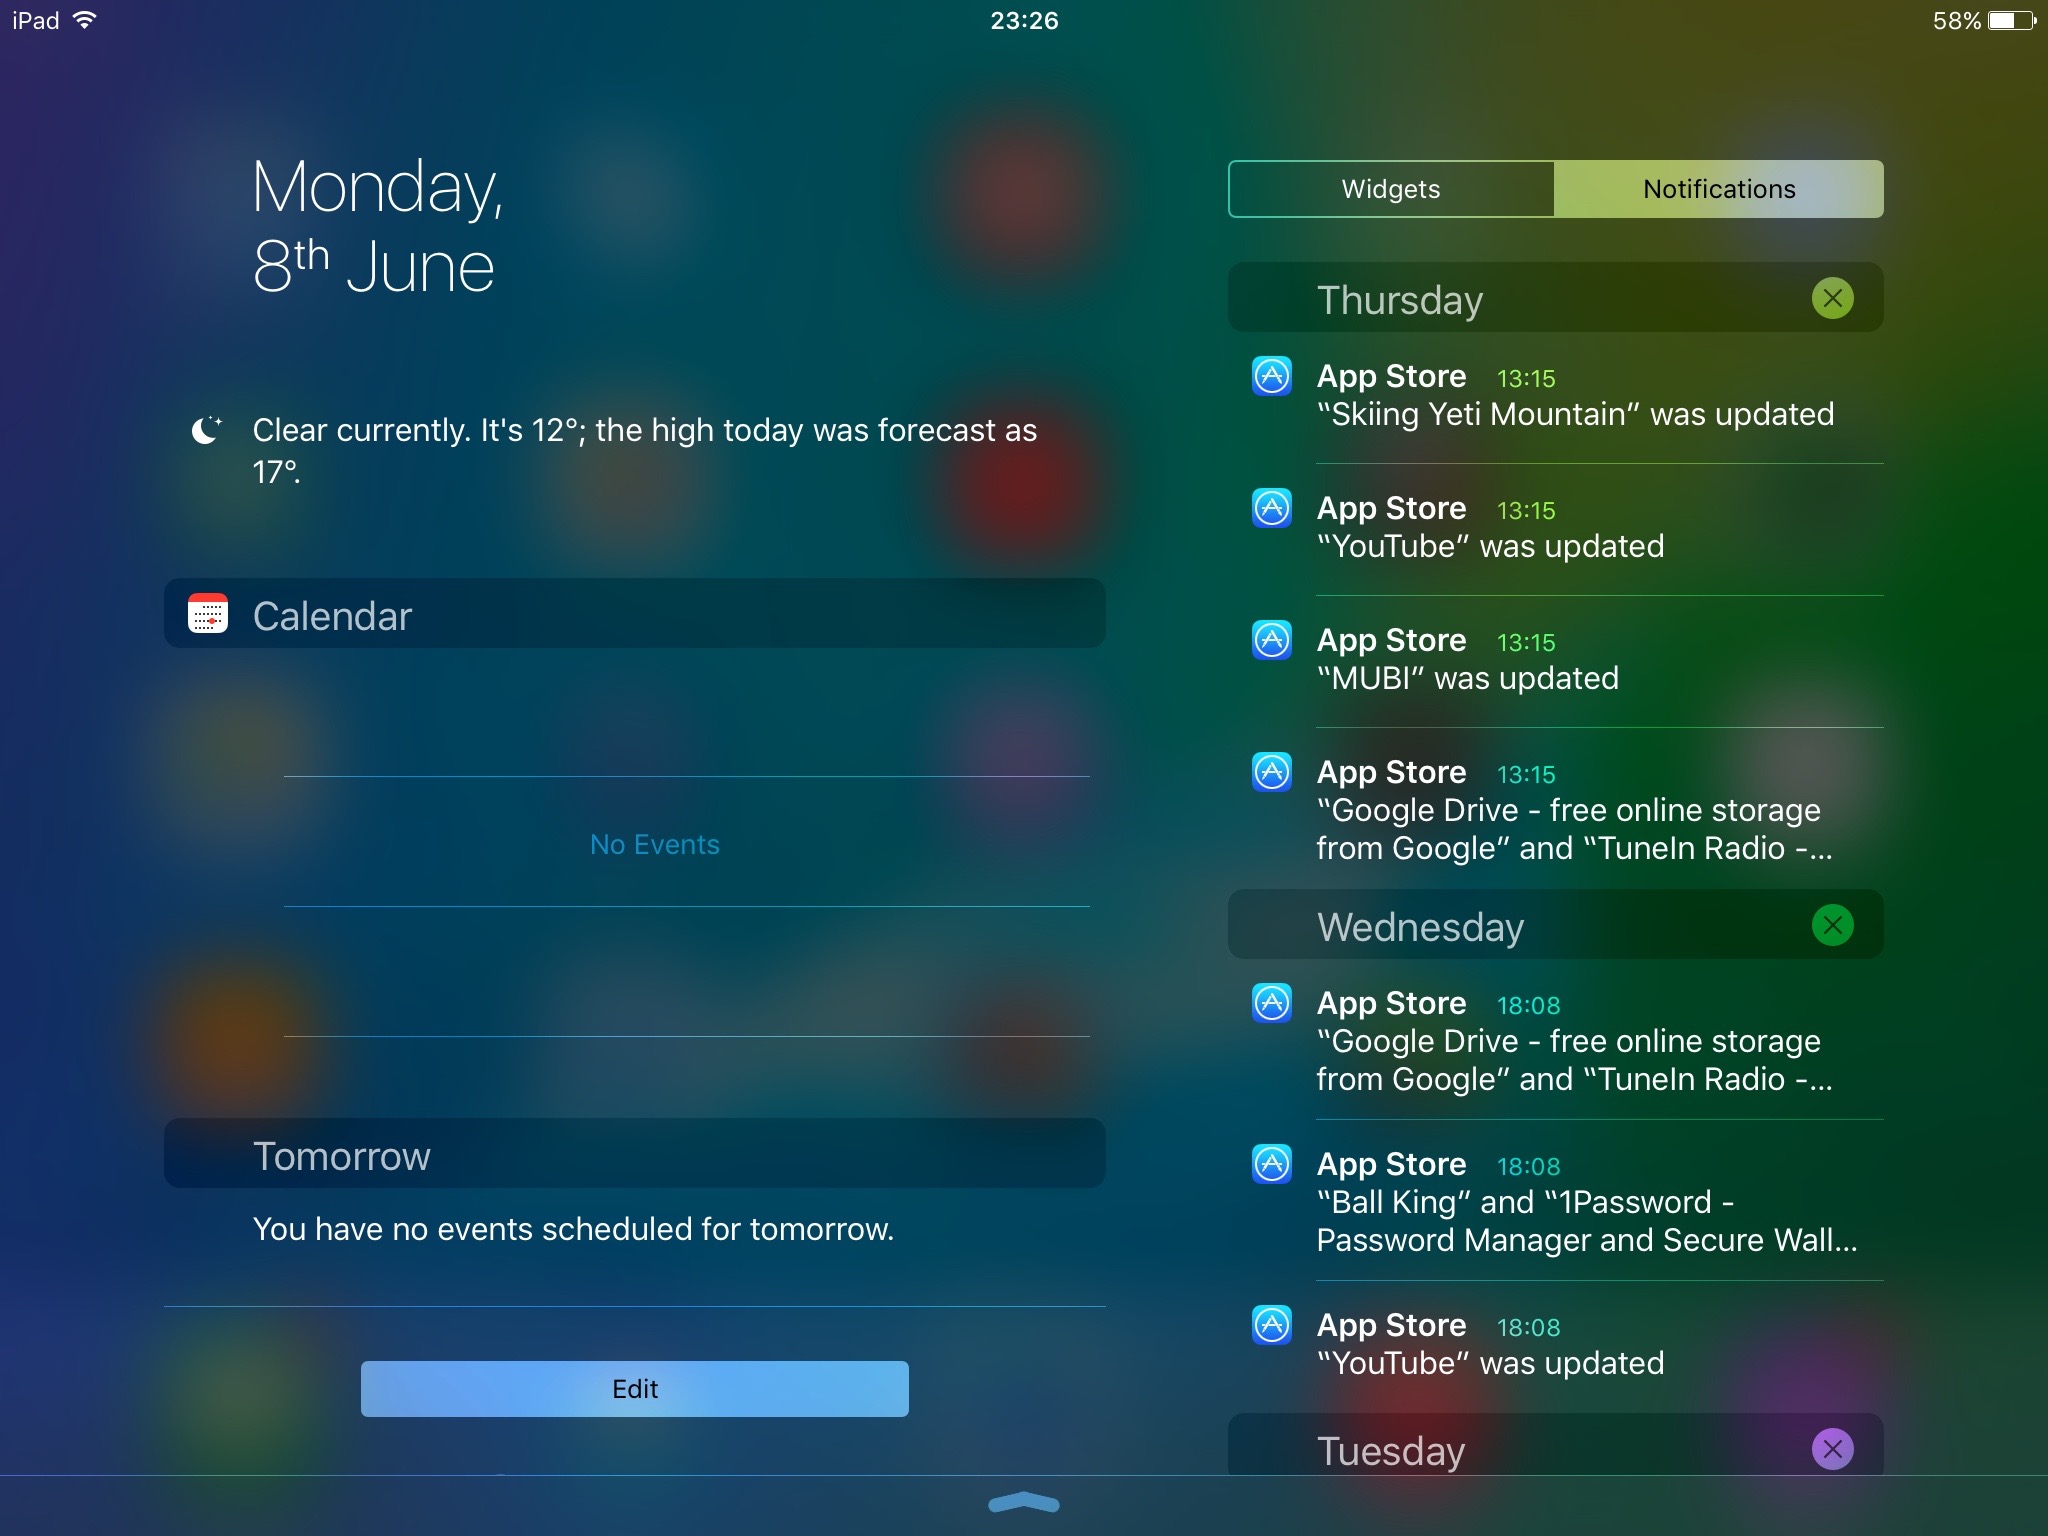 iPad
23:26
58%
Monday,
8th June
Clear currently. It's 12°; the high today was forecast as
17°.
Calendar
No Events
Tomorrow
You have no events scheduled for tomorrow.
Edit
Widgets
Notifications
Thursday
App Store 13:15
“Skiing Yeti Mountain” was updated
App Store 13:15
“YouTube” was updated
App Store 13:15
“MUBI” was updated
App Store 13:15
“Google Drive - free online storage
from Google” and “TuneIn Radio -...
Wednesday
App Store 18:08
“Google Drive - free online storage
from Google” and “TuneIn Radio -...
App Store 18:08
“Ball King” and “1Password -
Password Manager and Secure Wall...
App Store 18:08
“YouTube” was updated
Tuesday